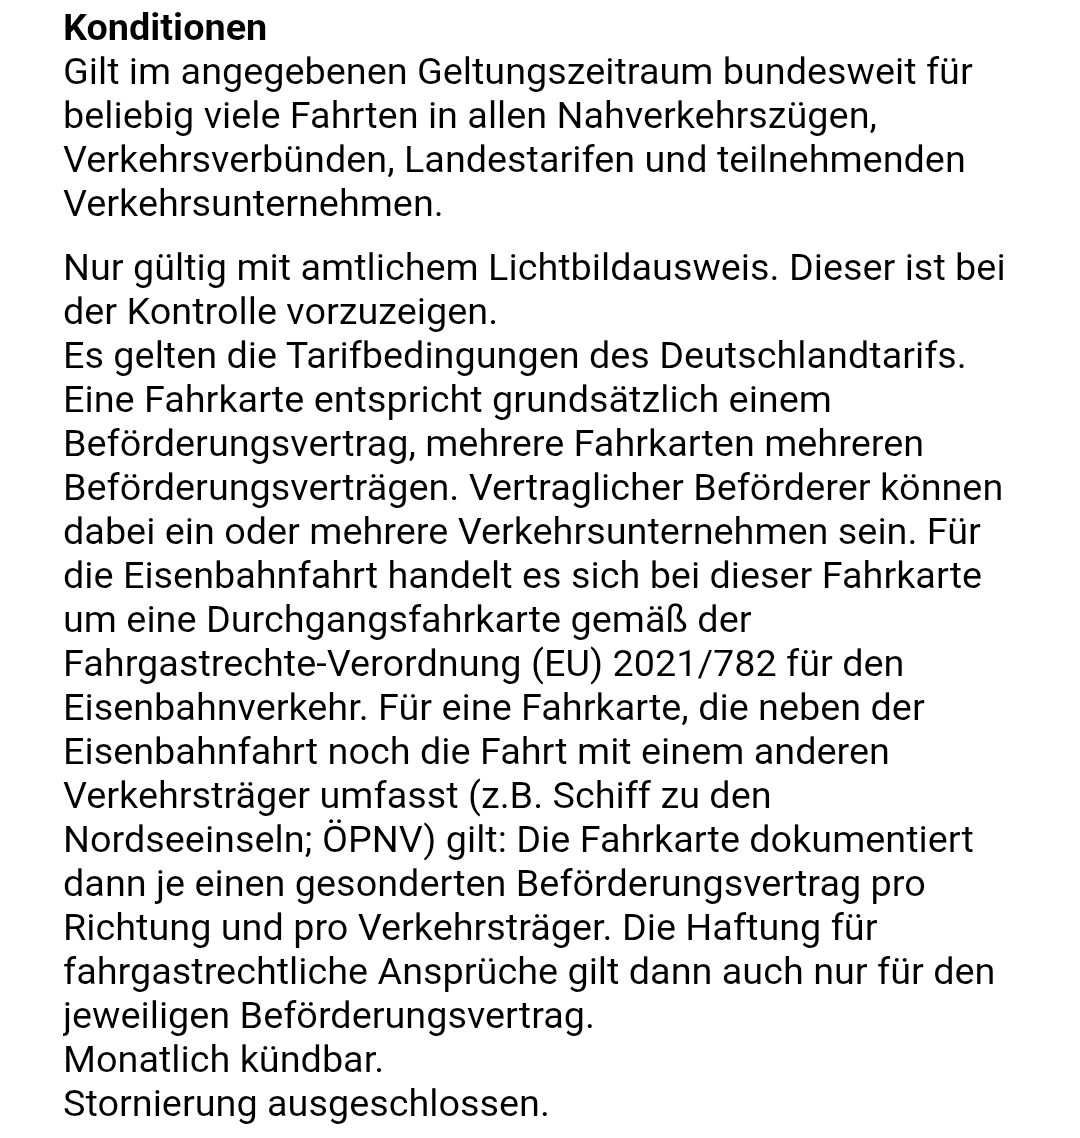 Konditionen
Gilt im angegebenen Geltungszeitraum bundesweit für
beliebig viele Fahrten in allen Nahverkehrszügen,
Verkehrsverbünden, Landestarifen und teilnehmenden
Verkehrsunternehmen.
Nur gültig mit amtlichem Lichtbildausweis. Dieser ist bei
der Kontrolle vorzuzeigen.
Es gelten die Tarifbedingungen des Deutschlandtarifs.
Eine Fahrkarte entspricht grundsätzlich einem
Beförderungsvertrag, mehrere Fahrkarten mehreren
Beförderungsverträgen. Vertraglicher Beförderer können
dabei ein oder mehrere Verkehrsunternehmen sein. Für
die Eisenbahnfahrt handelt es sich bei dieser Fahrkarte
um eine Durchgangsfahrkarte gemäß der
Fahrgastrechte-Verordnung (EU) 2021/782 für den
Eisenbahnverkehr. Für eine Fahrkarte, die neben der
Eisenbahnfahrt noch die Fahrt mit einem anderen
Verkehrsträger umfasst (z.B. Schiff zu den
Nordseeinseln; ÖPNV) gilt: Die Fahrkarte dokumentiert
dann je einen gesonderten Beförderungsvertrag pro
Richtung und pro Verkehrsträger. Die Haftung für
fahrgastrechtliche Ansprüche gilt dann auch nur für den
jeweiligen Beförderungsvertrag.
Monatlich kündbar.
Stornierung ausgeschlossen.